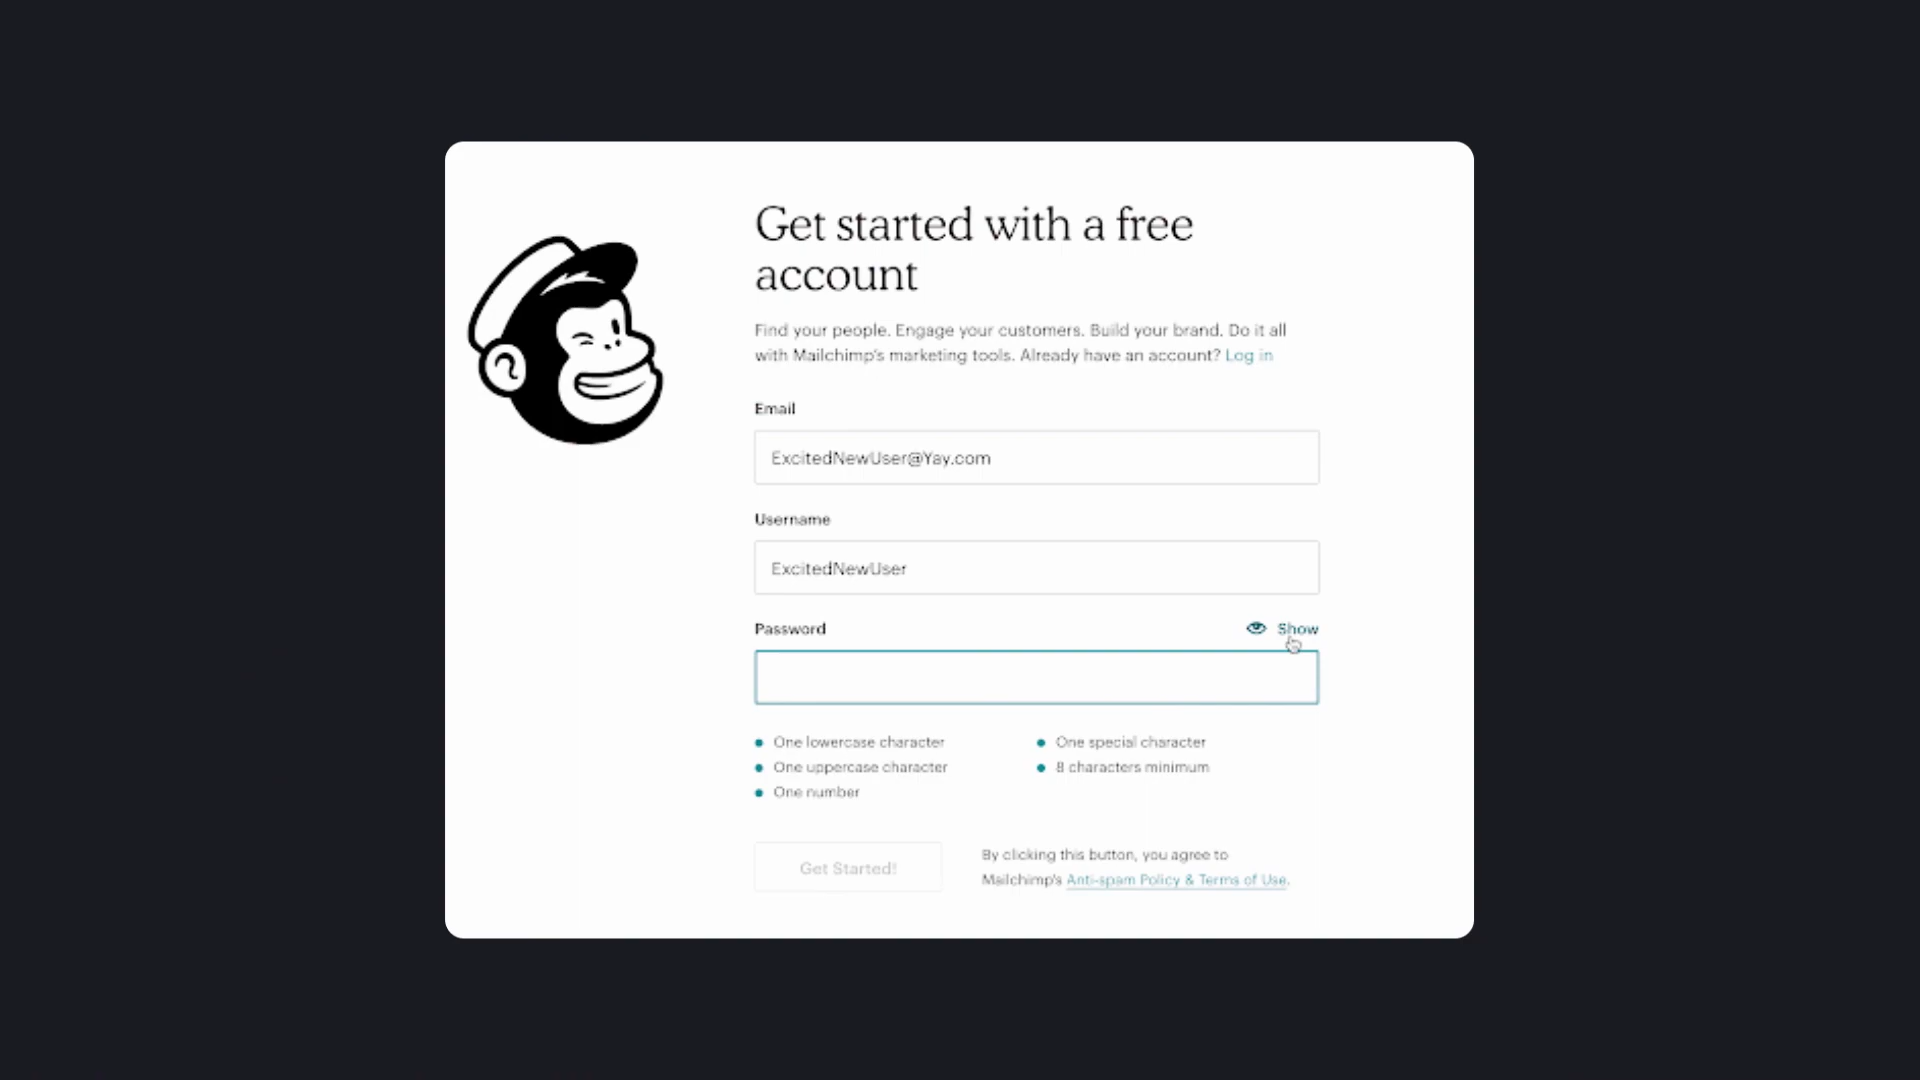 Get started with a free
account
Find your people. Engage your customers. Build your brand. Do it all
with Mailchimp's marketing tools. Already have an account? Log in
Email
ExcitedNewUser@Yay.com
Username
ExcitedNewUser
Password Show
One lowercase character
One uppercase character
One number
One special character
8 characters minimum
Get Started!
By clicking this button, you agree to
Mailchimp's Anti-spam Policy & Terms of Use.